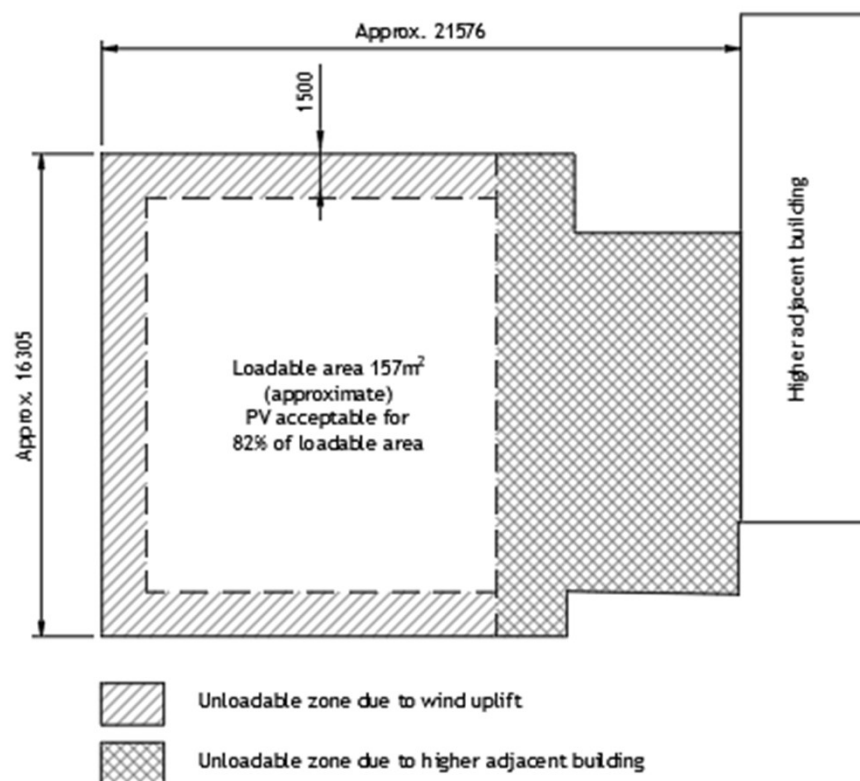 Approx. 21576
1500
Approx. 16305
Higher adjacent building
Loadable area 157m²
(approximate)
PV acceptable for
82% of loadable area
Unloadable zone due to wind uplift
Unloadable zone due to higher adjacent building